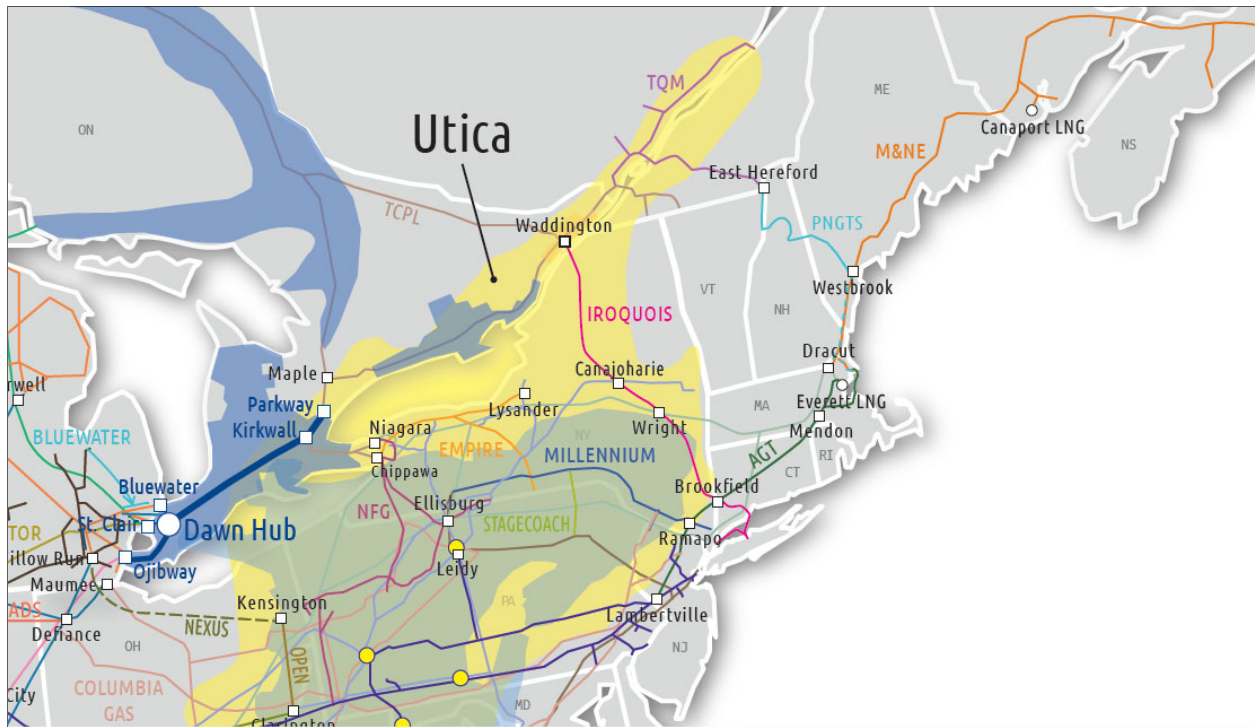 TQM
ME
Canaport LNG
ON
Utica
M&NE
NS
East Hereford
TCPL
Waddington
PNGTS
Westbrook
VT
IROQUOIS
NH
Dracut
Maple
Canajoharie
Parkway
Lysander
MA
Everett LNG
Kirkwall
Niagara
Wright
Mendon
BLUEWATER
EMPIRE
NY
RI
Chippawa
MILLENNIUM
AGT
CT
Bluewater
Brookfield
Ellisburg
NFG
STAGECOACH
St. Clair
Dawn Hub
Ramapo
Ojibway
Leidy
Maumee
Kensington
PA
Lambertville
NEXUS
Defiance
OH
OPEN
NJ
COLUMBIA
GAS
MD
City
Clarington